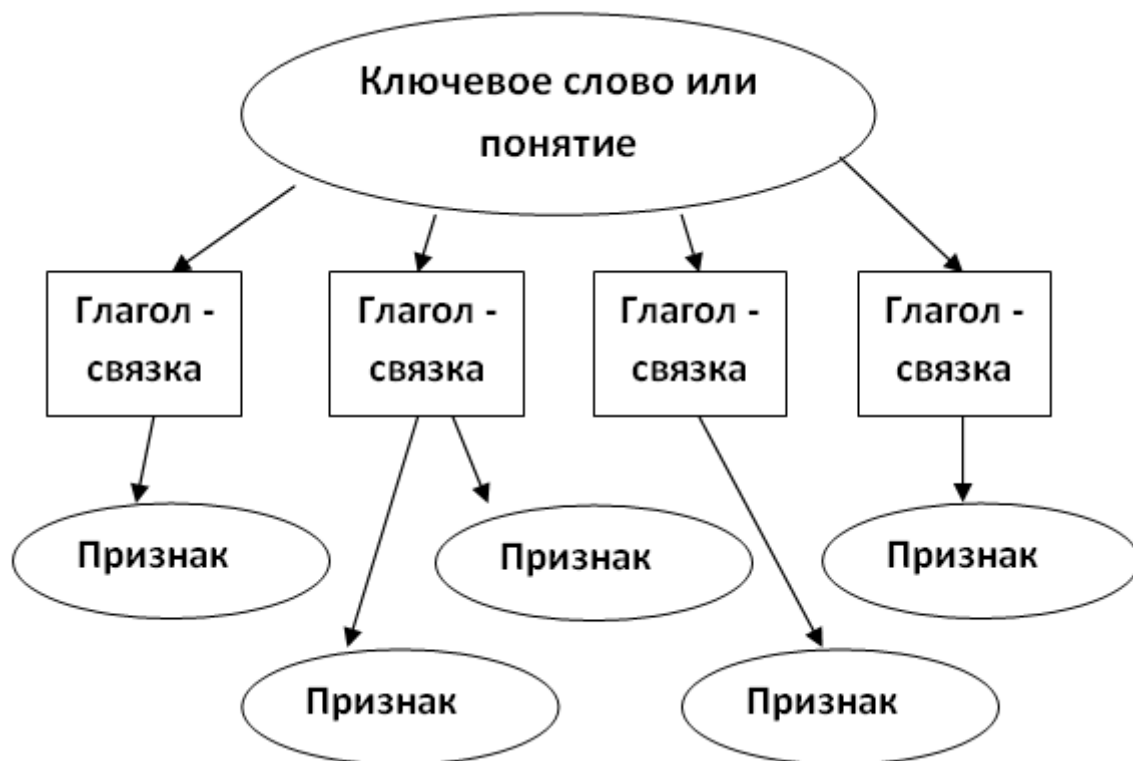 Ключевое слово или
понятие
Глагол -
связка
Глагол -
связка
Глагол -
связка
Глагол -
связка
Признак
Признак
Признак
Признак
Признак